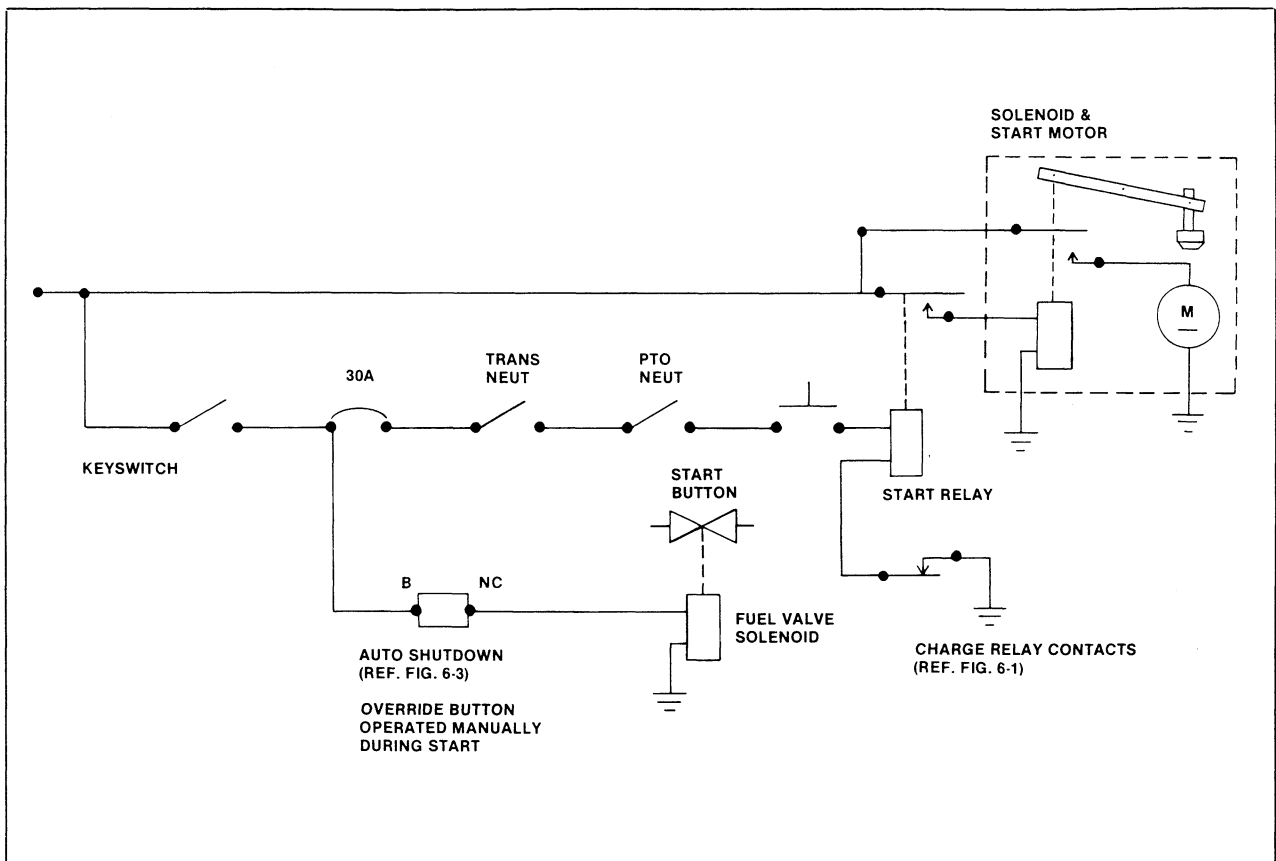 SOLENOID &
START MOTOR
M
TRANS
NEUT
PTO
NEUT
30A
KEYSWITCH
START
BUTTON
START RELAY
B
NC
FUEL VALVE
SOLENOID
AUTO SHUTDOWN
(REF. FIG. 6-3)
CHARGE RELAY CONTACTS
(REF. FIG. 6-1)
OVERRIDE BUTTON
OPERATED MANUALLY
DURING START